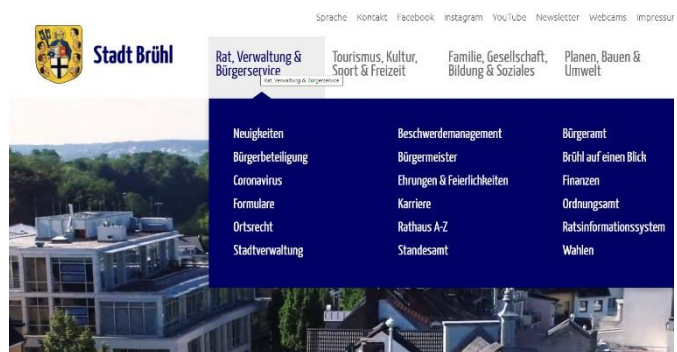 Sprache Kontakt Facebook Instagram YouTube Newsletter Webcams Impressu
Stadt Brühl
Rat, Verwaltung &
Bürgerservice
Rat, Verwaltung & Bürgerservice
Tourismus, Kultur,
Sport & Freizeit
Familie, Gesellschaft,
Bildung & Soziales
Planen, Bauen &
Umwelt
Neuigkeiten Beschwerdemanagement Bürgeramt
Bürgerbeteiligung Bürgermeister Brühl auf einen Blick
Coronavirus Ehrungen & Feierlichkeiten Finanzen
Formulare Karriere Ordnungsamt
Ortsrecht Rathaus A-Z Ratsinformationssystem
Stadtverwaltung Standesamt Wahlen